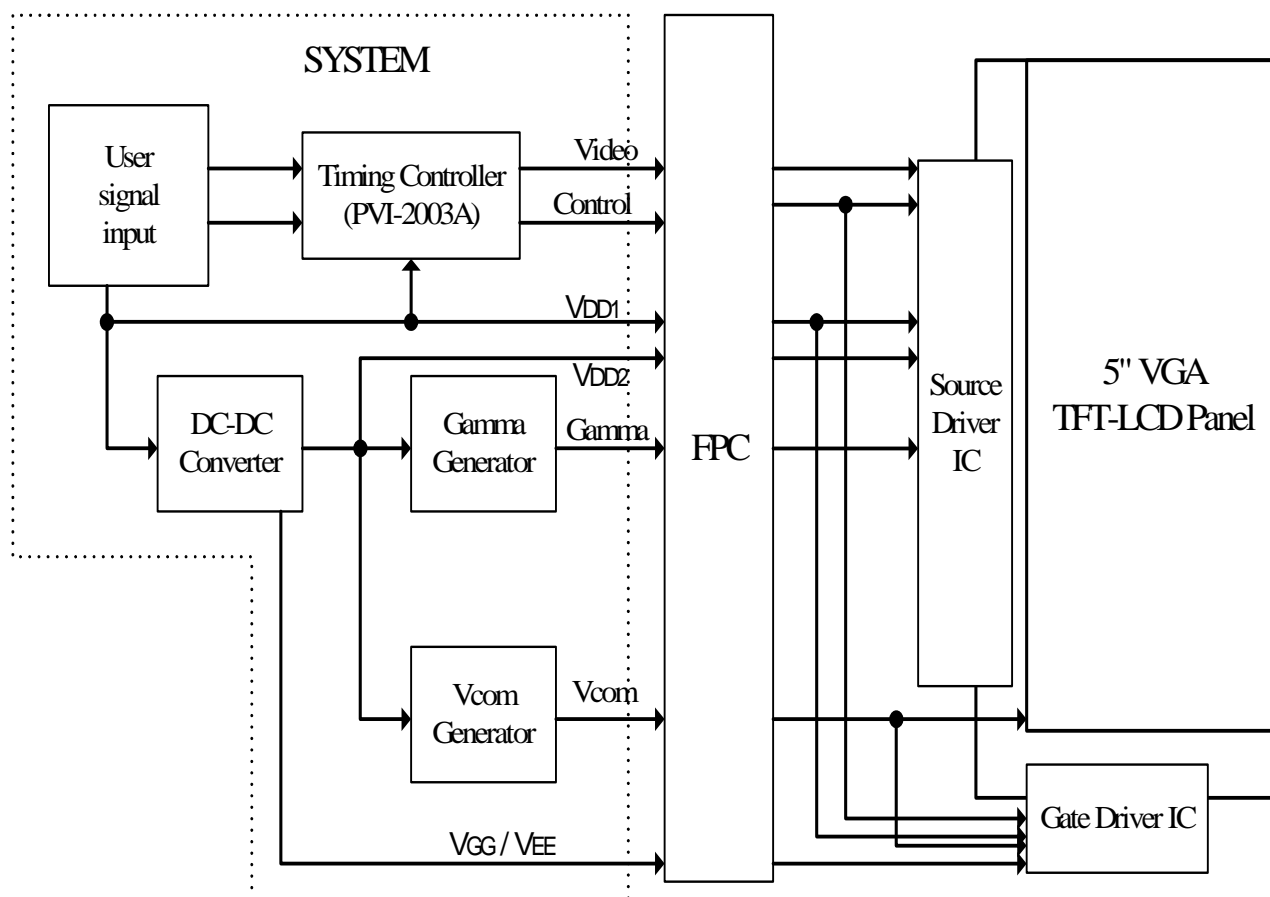 SYSTEM
User
signal
input
Timing Controller
(PVI-2003A)
Video
Control
VDD1
VDD2
DC-DC
Converter
Gamma
Generator
Gamma
FPC
Source
Driver
IC
5" VGA
TFT-LCD Panel
Vcom
Generator
Vcom
VGG / VEE
Gate Driver IC